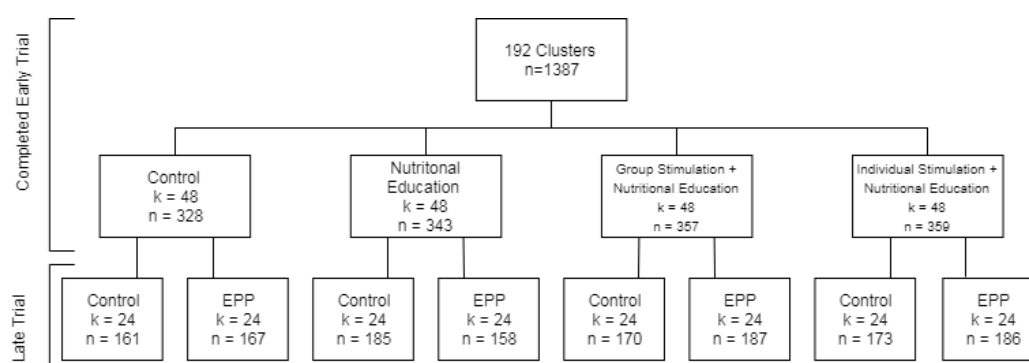 Completed Early Trial
192 Clusters
n=1387
Control
k = 48
n = 328
Nutritonal
Education
k = 48
n = 343
Group Stimulation +
Nutritional Education
k = 48
n = 357
Individual Stimulation +
Nutritional Education
k = 48
n = 359
Late Trial
Control
k = 24
n = 161
EPP
k = 24
n = 167
Control
k = 24
n = 185
EPP
k = 24
n = 158
Control
k = 24
n = 170
EPP
k = 24
n = 187
Control
k = 24
n = 173
EPP
k = 24
n = 186